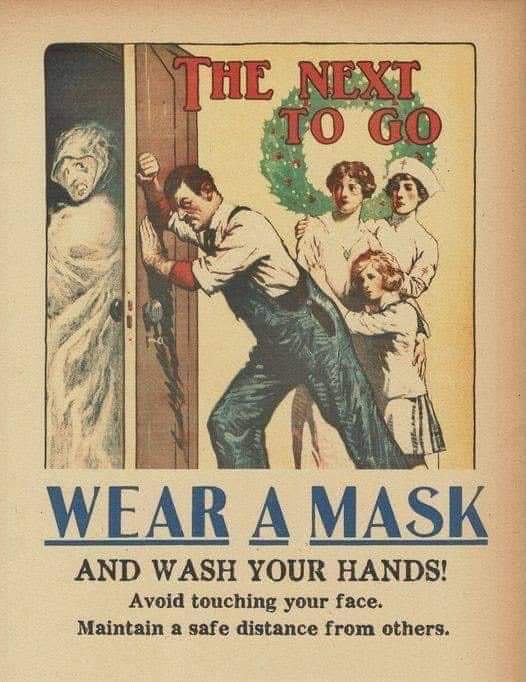 THE NEXT
TO GO
WEAR A MASK
AND WASH YOUR HANDS!
Avoid touching your face.
Maintain a safe distance from others.